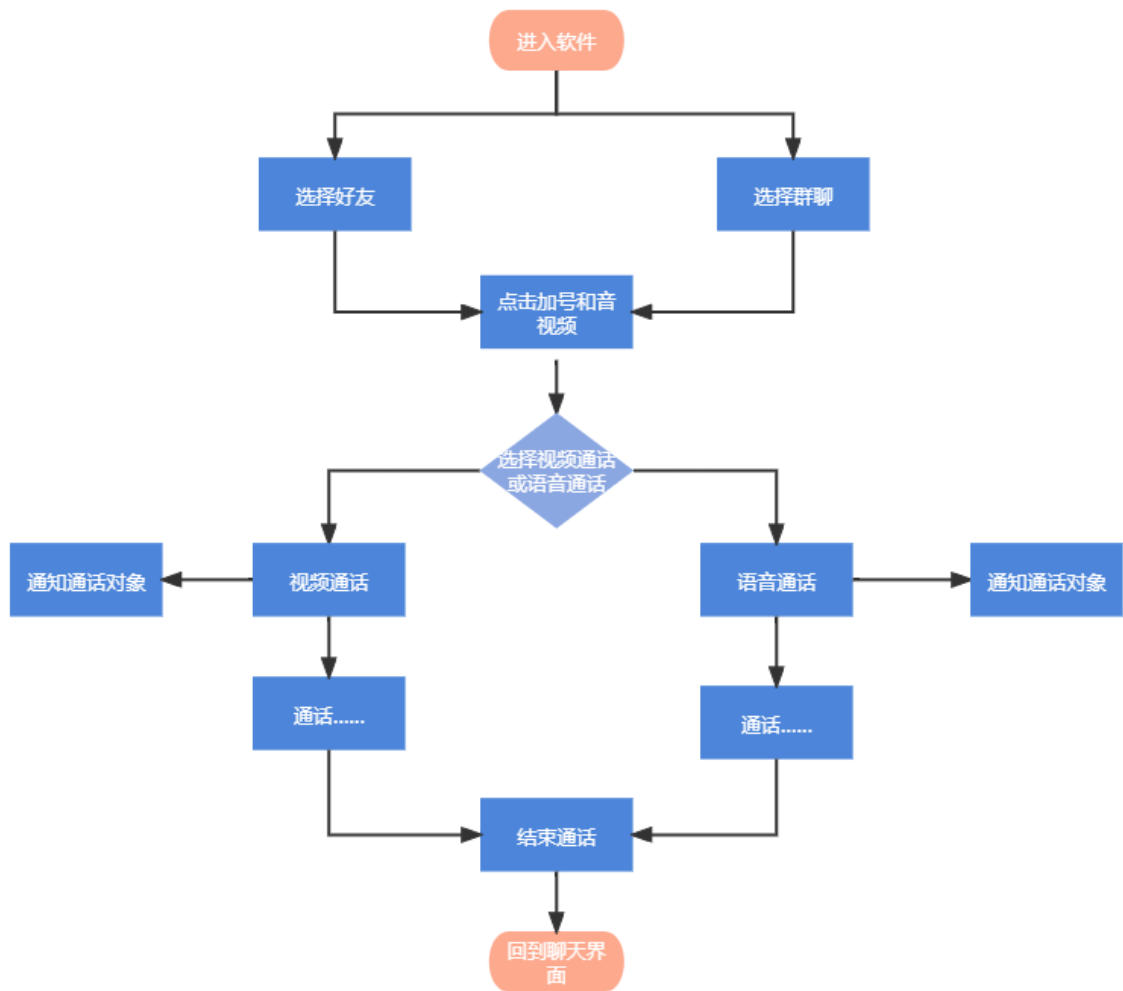 进入软件
选择好友
选择群聊
点击加号和音
视频
选择视频通话
或语音通话
通知通话对象
视频通话
语音通话
通知通话对象
通话......
通话......
结束通话
回到聊天界
面